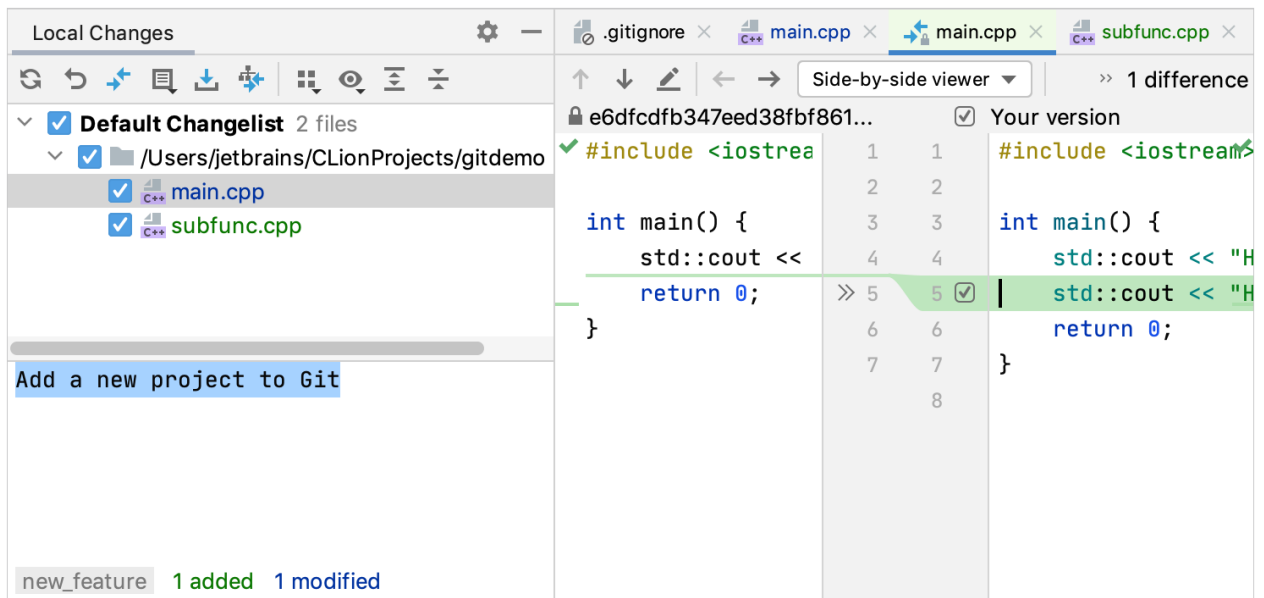 Local Changes
.gitignore
main.cpp
main.cpp
subfunc.cpp
Side-by-side viewer
1 difference
Default Changelist 2 files
/Users/jetbrains/CLionProjects/gitdemo
C++ main.cpp
C++ subfunc.cpp
Add a new project to Git
new_feature 1 added 1 modified
e6dfcdfb347eed38fbf861...
Your version
#include <iostrea 1 1 #include <iostream>
2 2
int main() { 3 3 int main() {
std::cout << 4 4 std::cout << "H
return 0; 5 5 std::cout << "H
} 6 6 return 0;
7 7 }
8